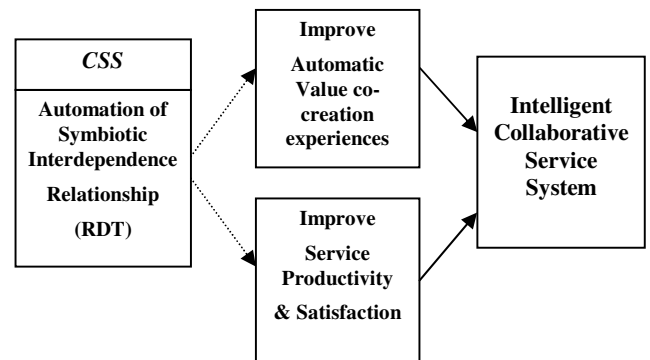 CSS
Automation of
Symbiotic
Interdependence
Relationship
(RDT)
Improve
Automatic
Value co-
creation
experiences
Improve
Service
Productivity
& Satisfaction
Intelligent
Collaborative
Service
System